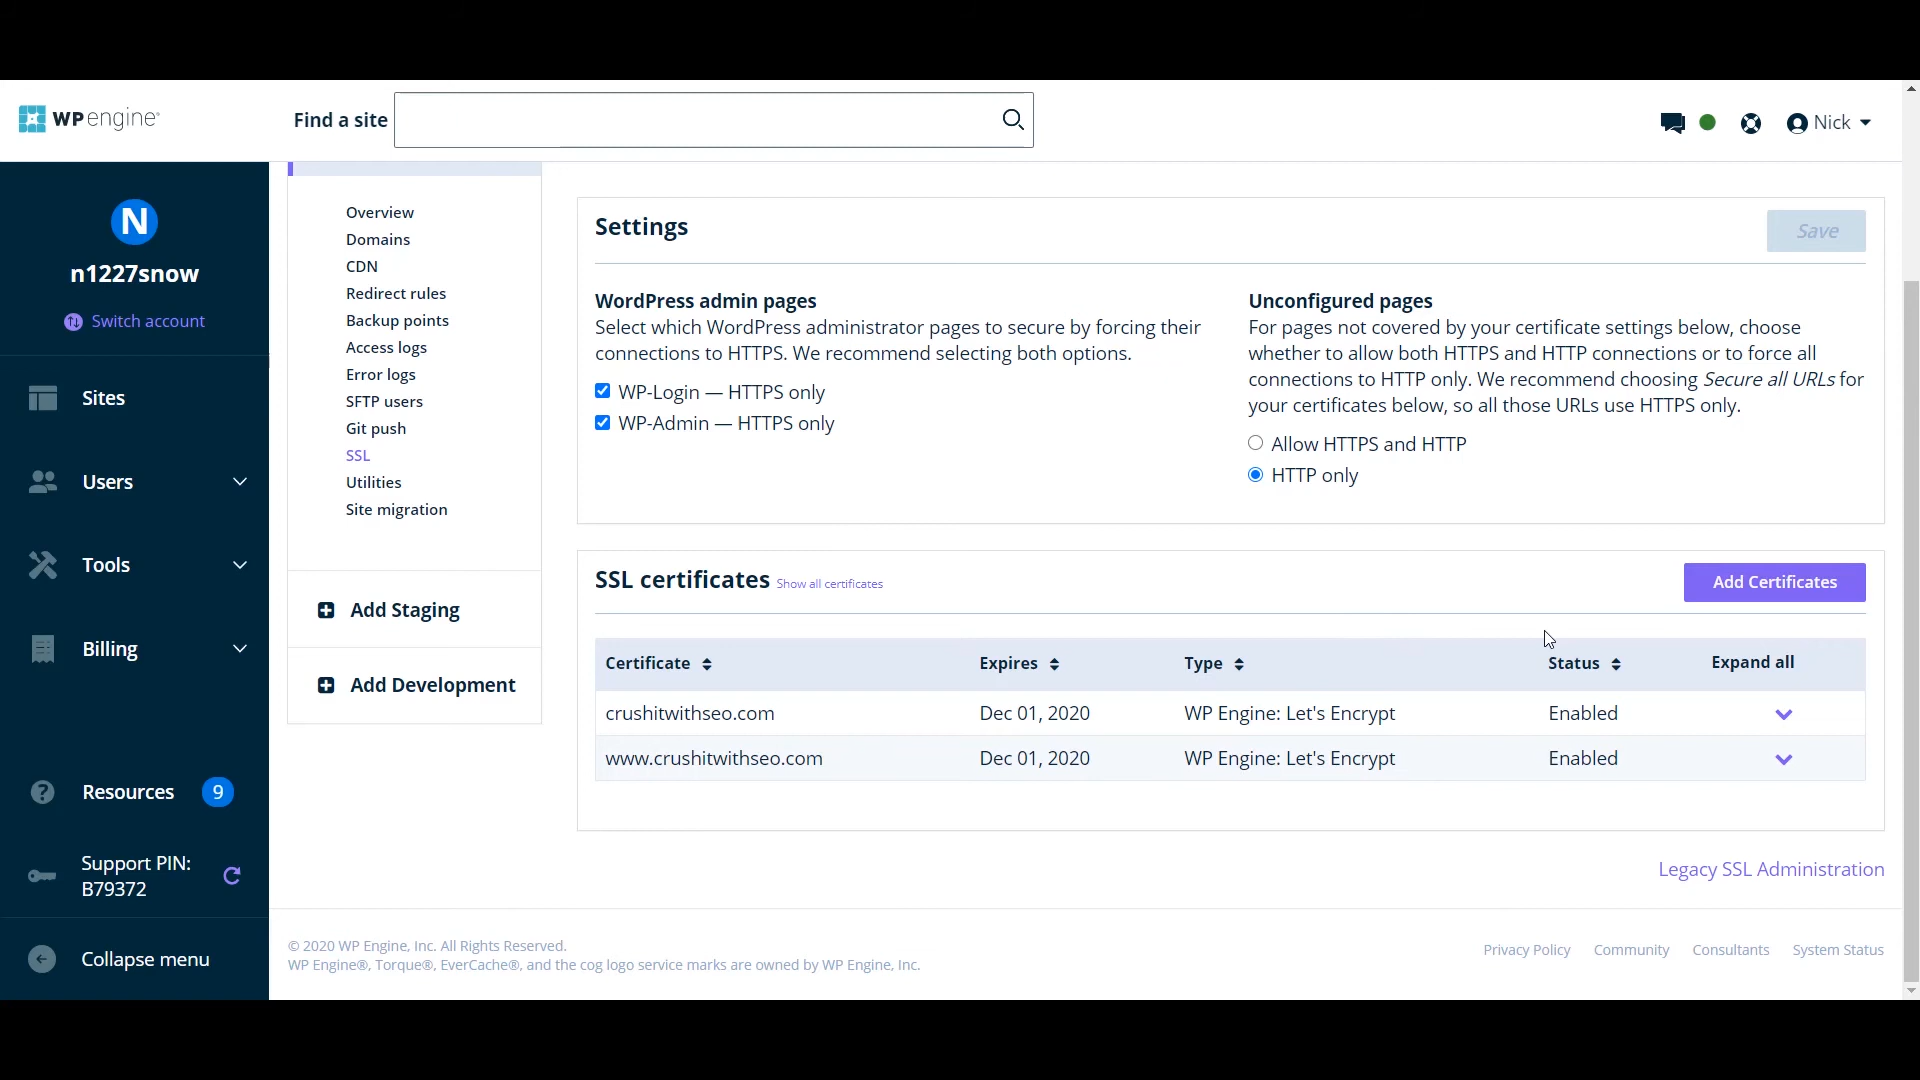 WPengine®
Find a site
Nick
N
n1227snow
Switch account
Sites
Users
Tools
Billing
Resources 9
Support PIN:
B79372
Collapse menu
Overview
Domains
CDN
Redirect rules
Backup points
Access logs
Error logs
SFTP users
Git push
SSL
Utilities
Site migration
Add Staging
Add Development
Settings
Save
WordPress admin pages
Select which WordPress administrator pages to secure by forcing their
connections to HTTPS. We recommend selecting both options.
WP-Login — HTTPS only
WP-Admin — HTTPS only
Unconfigured pages
For pages not covered by your certificate settings below, choose
whether to allow both HTTPS and HTTP connections or to force all
connections to HTTP only. We recommend choosing Secure all URLs for
your certificates below, so all those URLs use HTTPS only.
Allow HTTPS and HTTP
HTTP only
SSL certificates Show all certificates
Add Certificates
Certificate Expires Type Status Expand all
crushitwithseo.com Dec 01, 2020 WP Engine: Let's Encrypt Enabled
www.crushitwithseo.com Dec 01, 2020 WP Engine: Let's Encrypt Enabled
Legacy SSL Administration
© 2020 WP Engine, Inc. All Rights Reserved.
WP Engine®, Torque®, EverCache®, and the cog logo service marks are owned by WP Engine, Inc.
Privacy Policy Community Consultants System Status